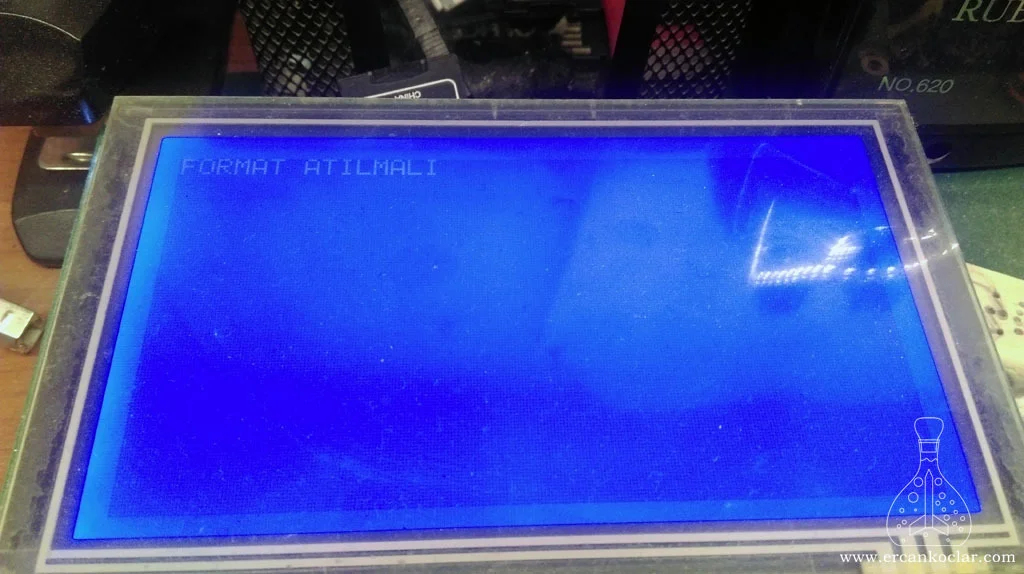 RUB
NO.620
FORMAT ATILMALI
www.ercankoclar.com